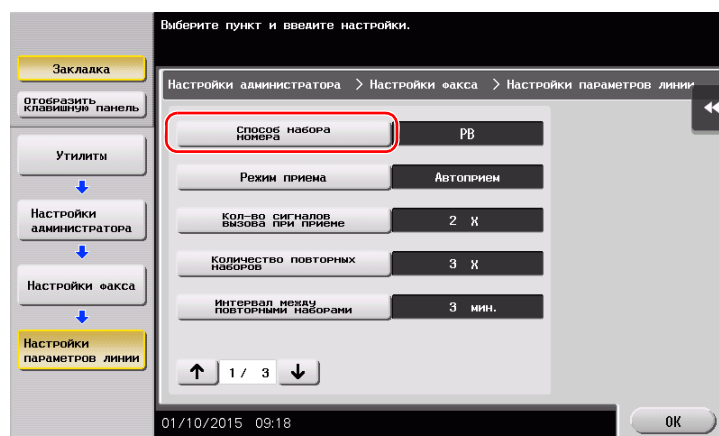 Выберите пункт и введите настройки.
Закладка
Отобразить
клавишную панель
Утилиты
Настройки
администратора
Настройки факса
Настройки
параметров линии
Настройки администратора > Настройки факса > Настройки параметров линии
Способ набора
номера
PB
Режим приема
Автоприем
Кол-во сигналов
вызова при приеме
2 X
Количество повторных
наборов
3 X
Интервал между
повторными наборами
3 мин.
1/ 3
01/10/2015 09:18
OK